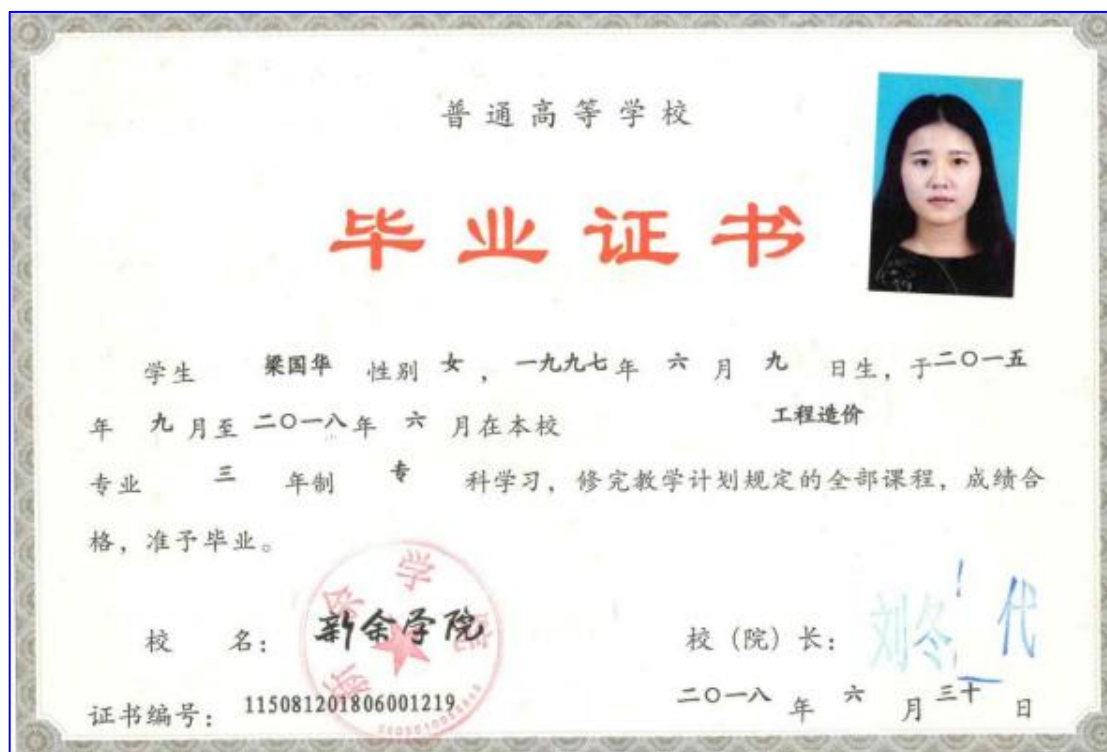 普通高等学校
毕业证书
学生 梁国华 性别 女 , 一九九七 年 六 月 九 日生, 于 二〇一五
年 九 月至 二〇一八 年 六 月在本校 工程造价
专业 三 年制 专 科学习, 修完教学计划规定的全部课程, 成绩合
格, 准予毕业。
新余学院
校 名: 新余学院 校(院)长: 刘冬
证书编号: 115081201806001219 二〇一八 年 六 月 三十 日